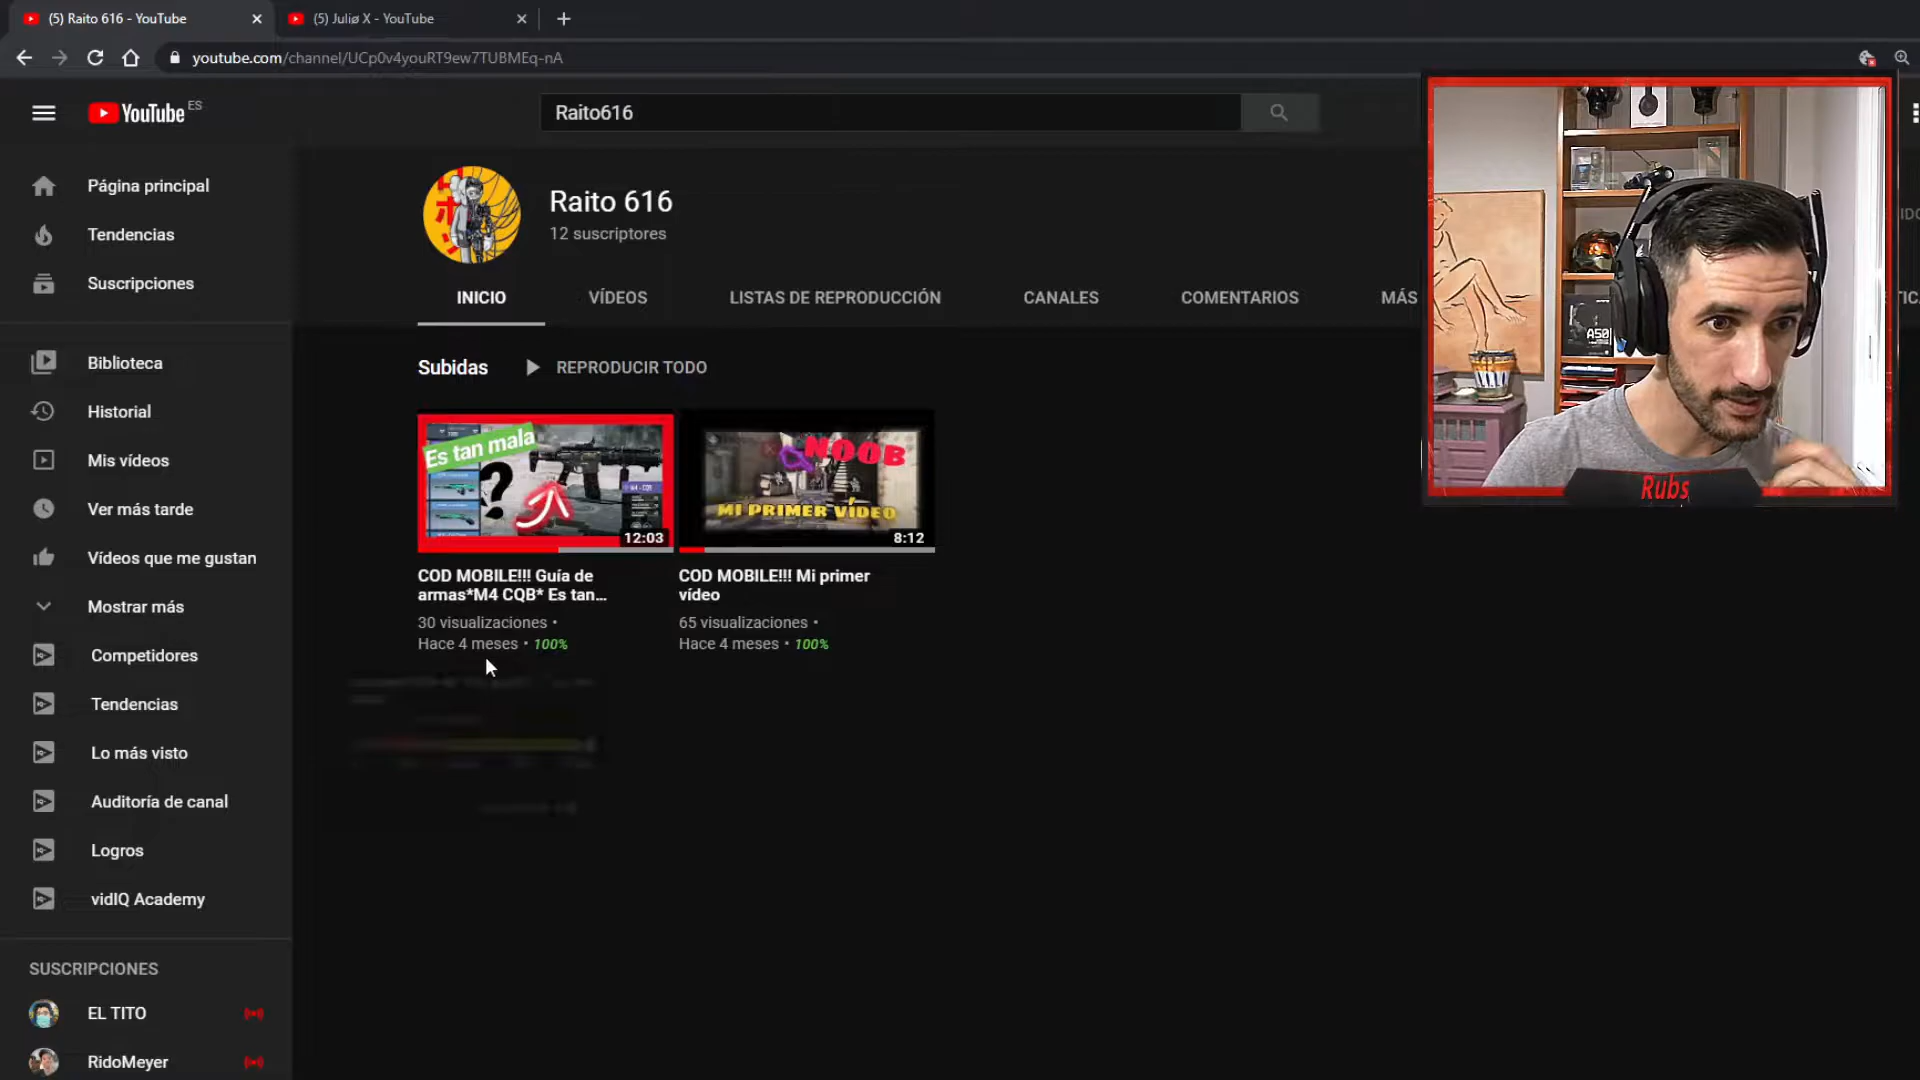 (5) Raito 616 - YouTube
(5) Juliø X - YouTube
youtube.com/channel/UCp0v4youRT9ew7TUBMEq-nA
YouTube ES
Raito616
Página principal
Tendencias
Suscripciones
Biblioteca
Historial
Mis vídeos
Ver más tarde
Vídeos que me gustan
Mostrar más
Competidores
Tendencias
Lo más visto
Auditoría de canal
Logros
vidIQ Academy
SUSCRIPCIONES
EL TITO
RidoMeyer
Raito 616
12 suscriptores
INICIO
VÍDEOS
LISTAS DE REPRODUCCIÓN
CANALES
COMENTARIOS
MÁS
Subidas
REPRODUCIR TODO
Es tan mala
?
12:03
COD MOBILE!!! Guía de
armas*M4 CQB* Es tan...
30 visualizaciones •
Hace 4 meses • 100%
NOOB
MI PRIMER VÍDEO
8:12
COD MOBILE!!! Mi primer
vídeo
65 visualizaciones •
Hace 4 meses • 100%
A50
Rubs